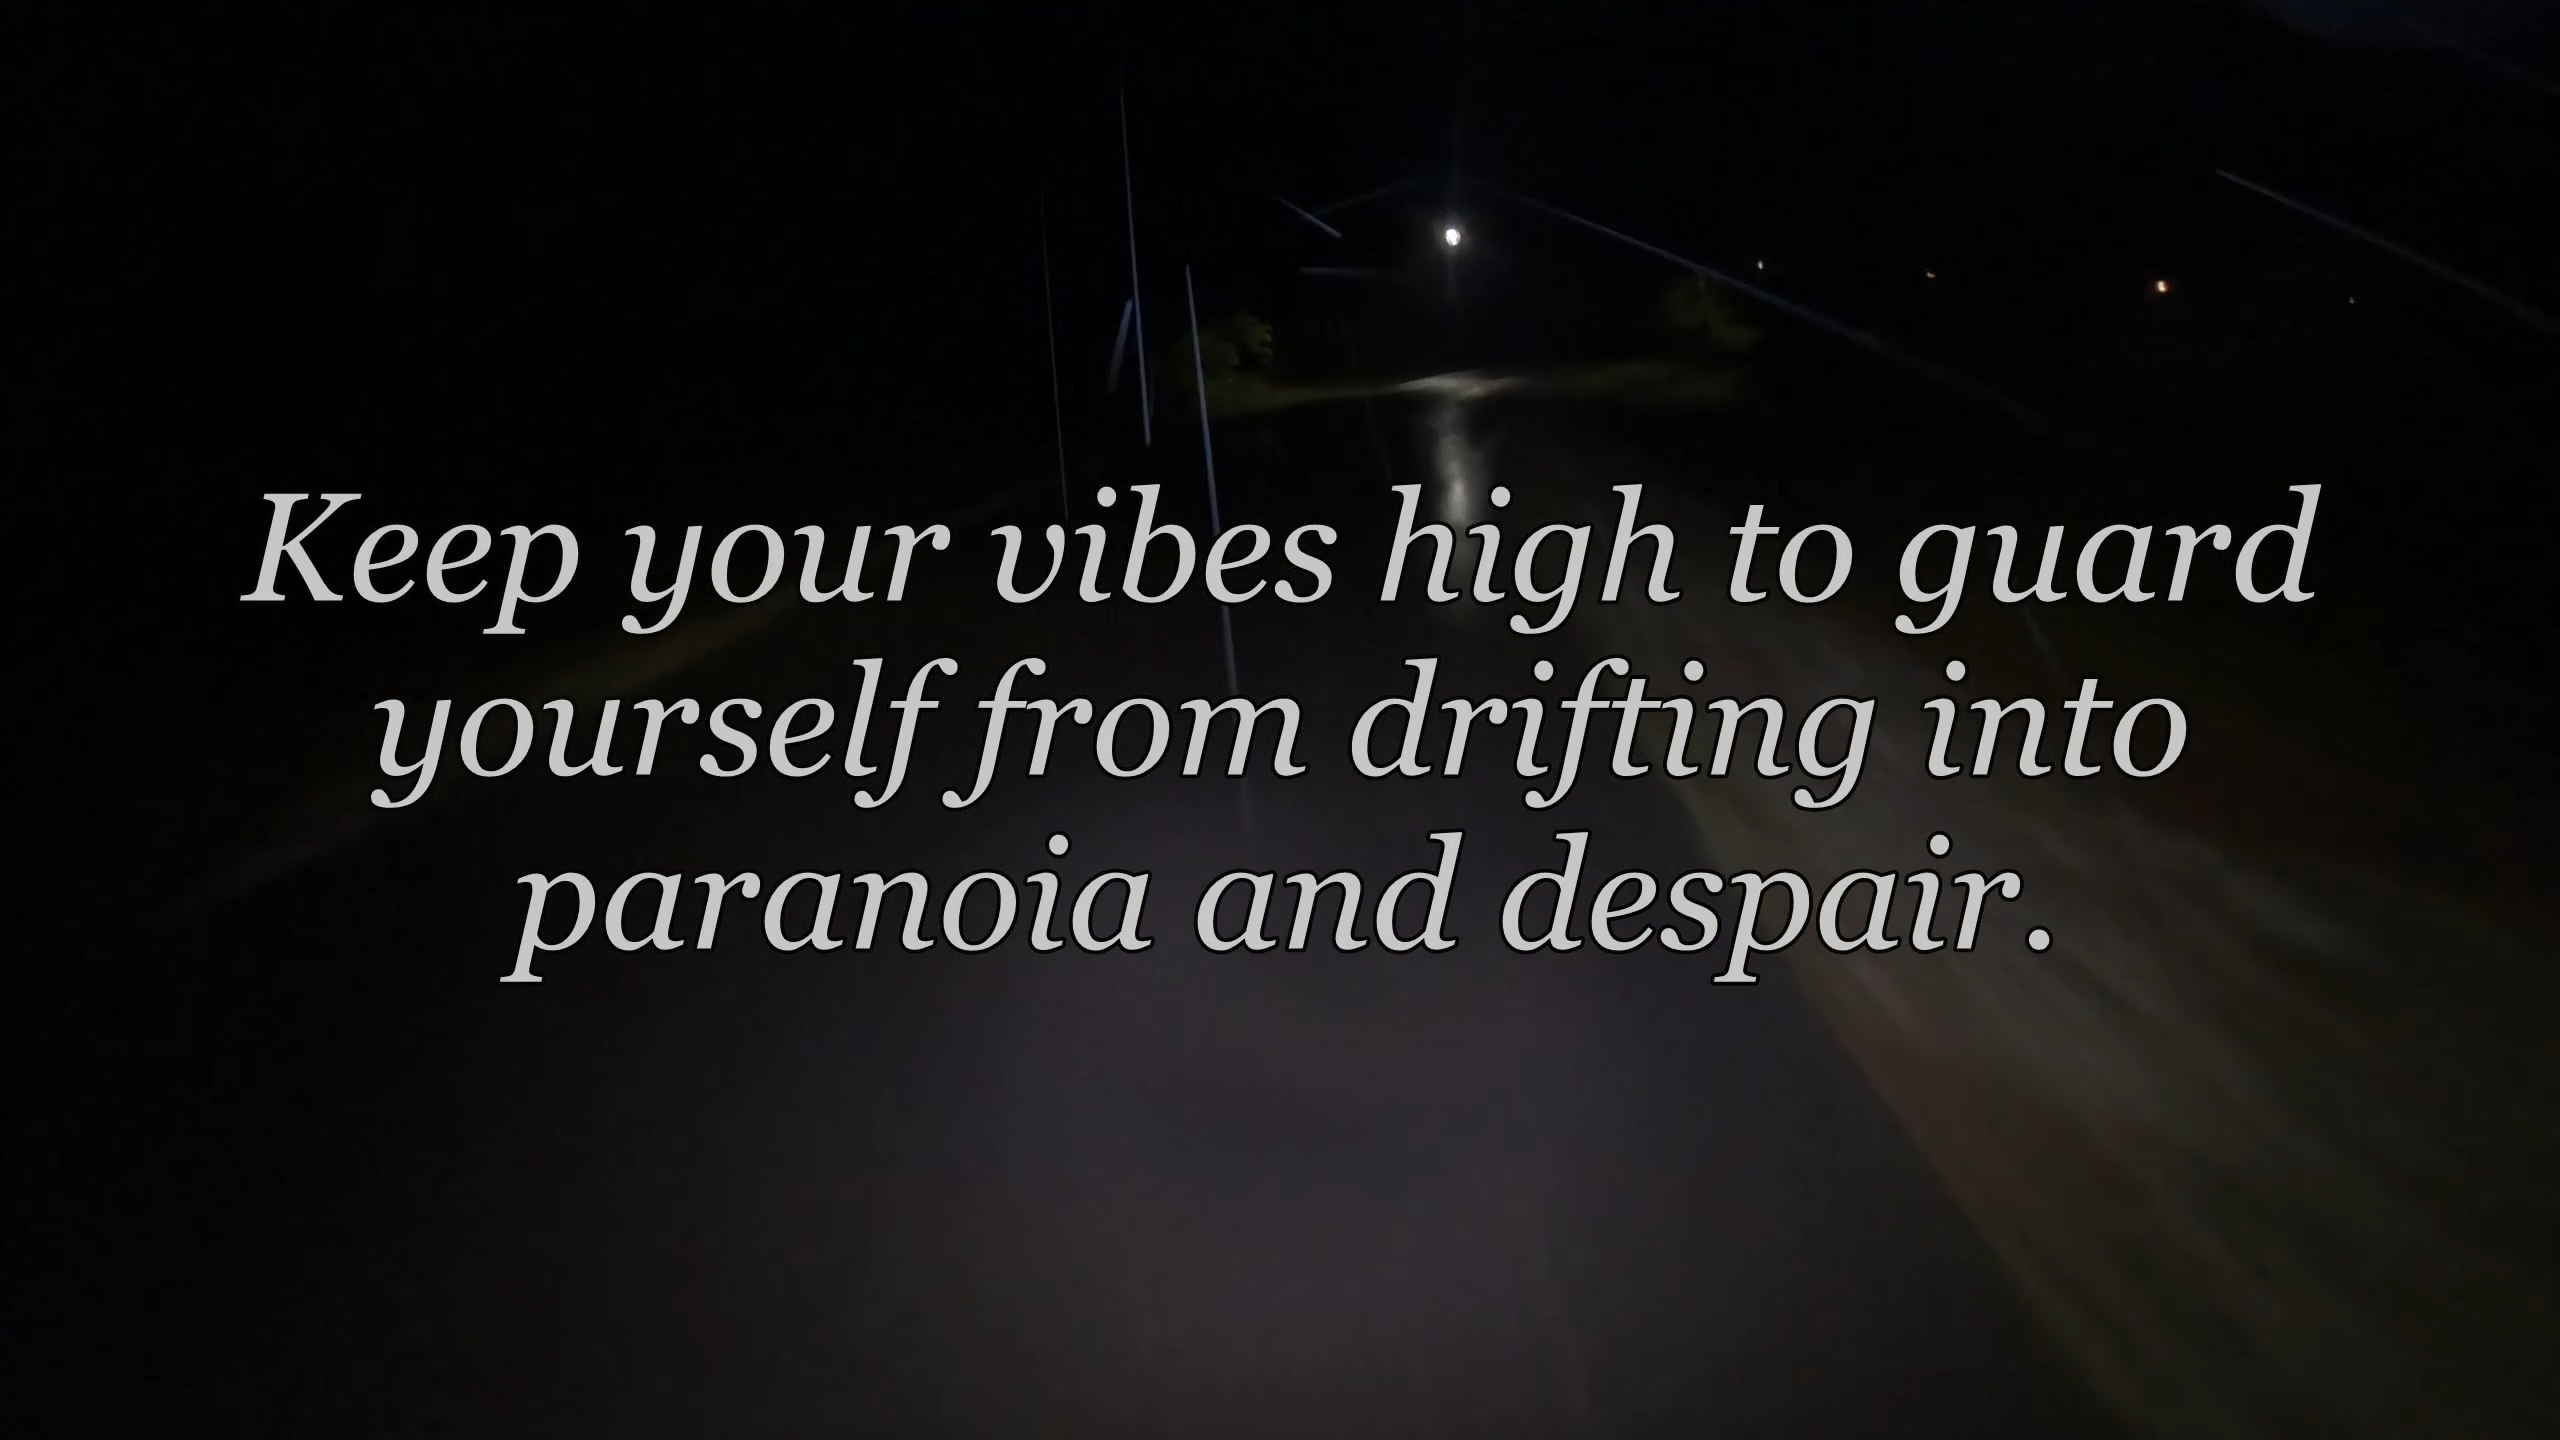 Keep your vibes high to guard
yourself from drifting into
paranoia and despair.